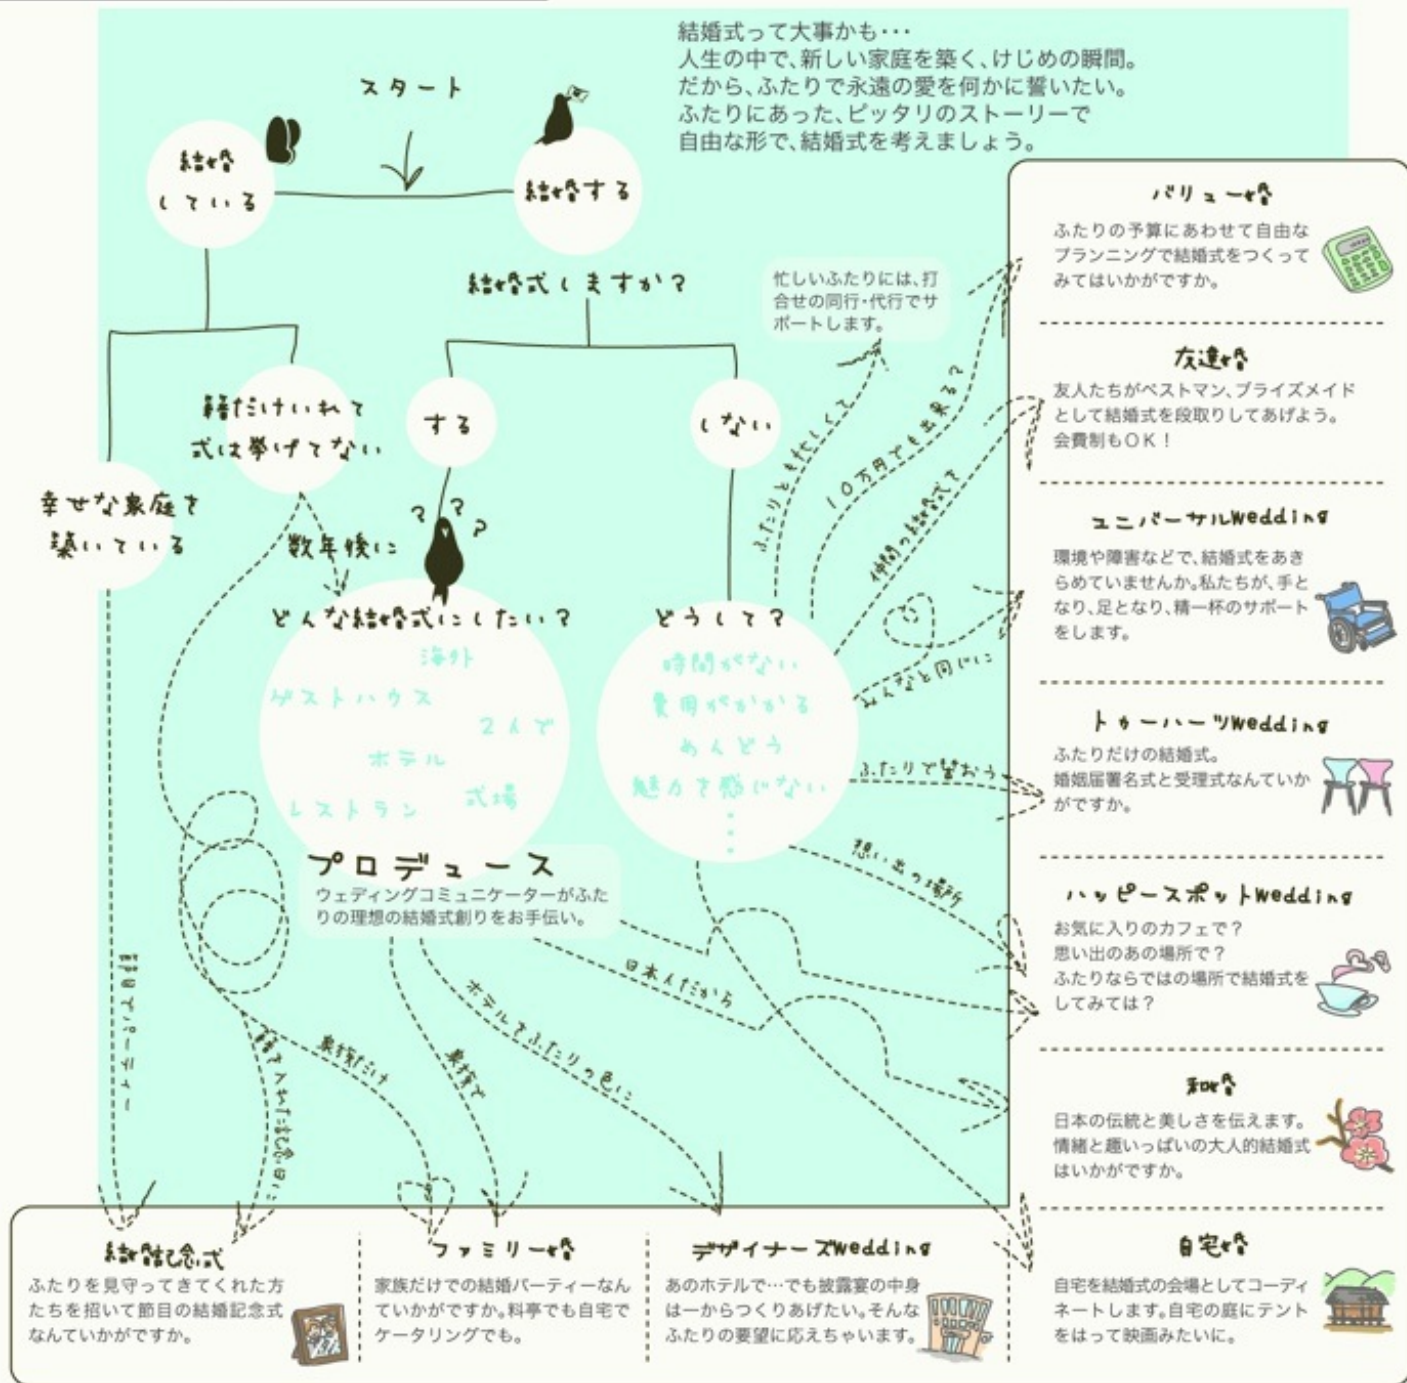 結婚式って大事かも･･･
人生の中で、新しい家庭を築く、けじめの瞬間。
だから、ふたりで永遠の愛を何かに誓いたい。
ふたりにあった、ピッタリのストーリーで
自由な形で、結婚式を考えましょう。
スタート
結婚
している
結婚する
結婚式しますか?
籍だけいれて
式は挙げてない
する
しない
幸せな家庭を
築いている
数年後に
???
どんな結婚式にしたい?
海外
ゲストハウス
2人で
ホテル
レストラン
式場
プロデュース
ウェディングコミュニケーターがふた
りの理想の結婚式創りをお手伝い。
どうして?
時間がない
費用がかかる
めんどう
魅力を感じない
忙しいふたりには、打
合せの同行・代行でサ
ポートします。
ふたりとも忙しくて
10万円でも出来る?
仲間の結婚式を
みんなと同じに
ふたりで誓おう
想い出の場所
日本人だから
ホテルをふたりの色に
家族で
家族だけ
籍を入れた記念日に
節目でパーティー
バリュー婚
ふたりの予算にあわせて自由な
プランニングで結婚式をつくって
みてはいかがですか。
友達婚
友人たちがベストマン、ブライズメイド
として結婚式を段取りしてあげよう。
会費制もOK!
ユニバーサルwedding
環境や障害などで、結婚式をあき
らめていませんか。私たちが、手と
なり、足となり、精一杯のサポート
をします。
トゥーハーツwedding
ふたりだけの結婚式。
婚姻届署名式と受理式なんていか
がですか。
ハッピースポットwedding
お気に入りのカフェで?
思い出のあの場所で?
ふたりならではの場所で結婚式を
してみては?
和婚
日本の伝統と美しさを伝えます。
情緒と趣いっぱいの大人的結婚式
はいかがですか。
自宅婚
自宅を結婚式の会場としてコーディ
ネートします。自宅の庭にテント
をはって映画みたいに。
結婚記念式
ふたりを見守ってきてくれた方
たちを招いて節目の結婚記念式
なんていかがですか。
ファミリー婚
家族だけでの結婚パーティーなん
ていかがですか。料亭でも自宅で
ケータリングでも。
デザイナーズwedding
あのホテルで…でも披露宴の中身
は一からつくりあげたい。そんな
ふたりの要望に応えちゃいます。